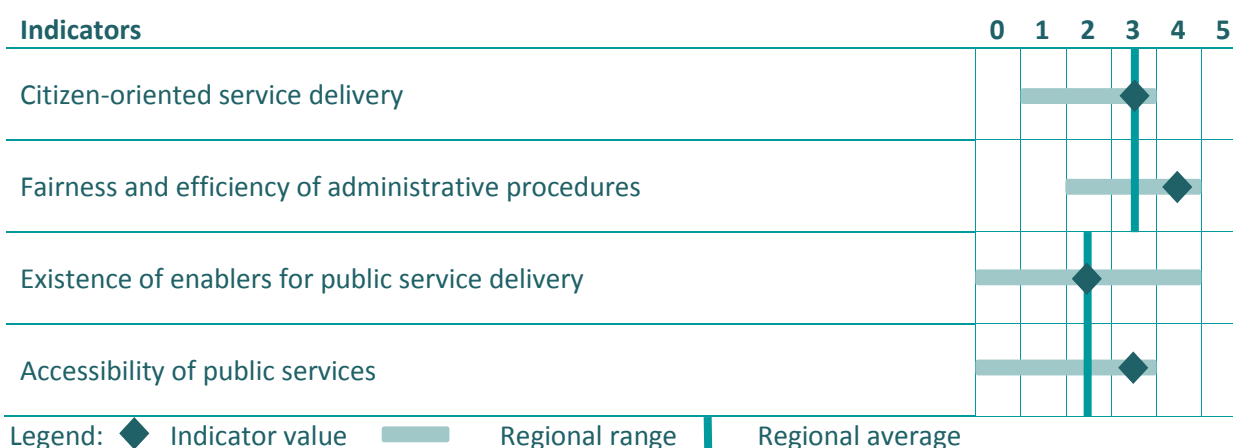 Indicators 0 1 2 3 4 5
Citizen-oriented service delivery
Fairness and efficiency of administrative procedures
Existence of enablers for public service delivery
Accessibility of public services
Legend: Indicator value Regional range Regional average